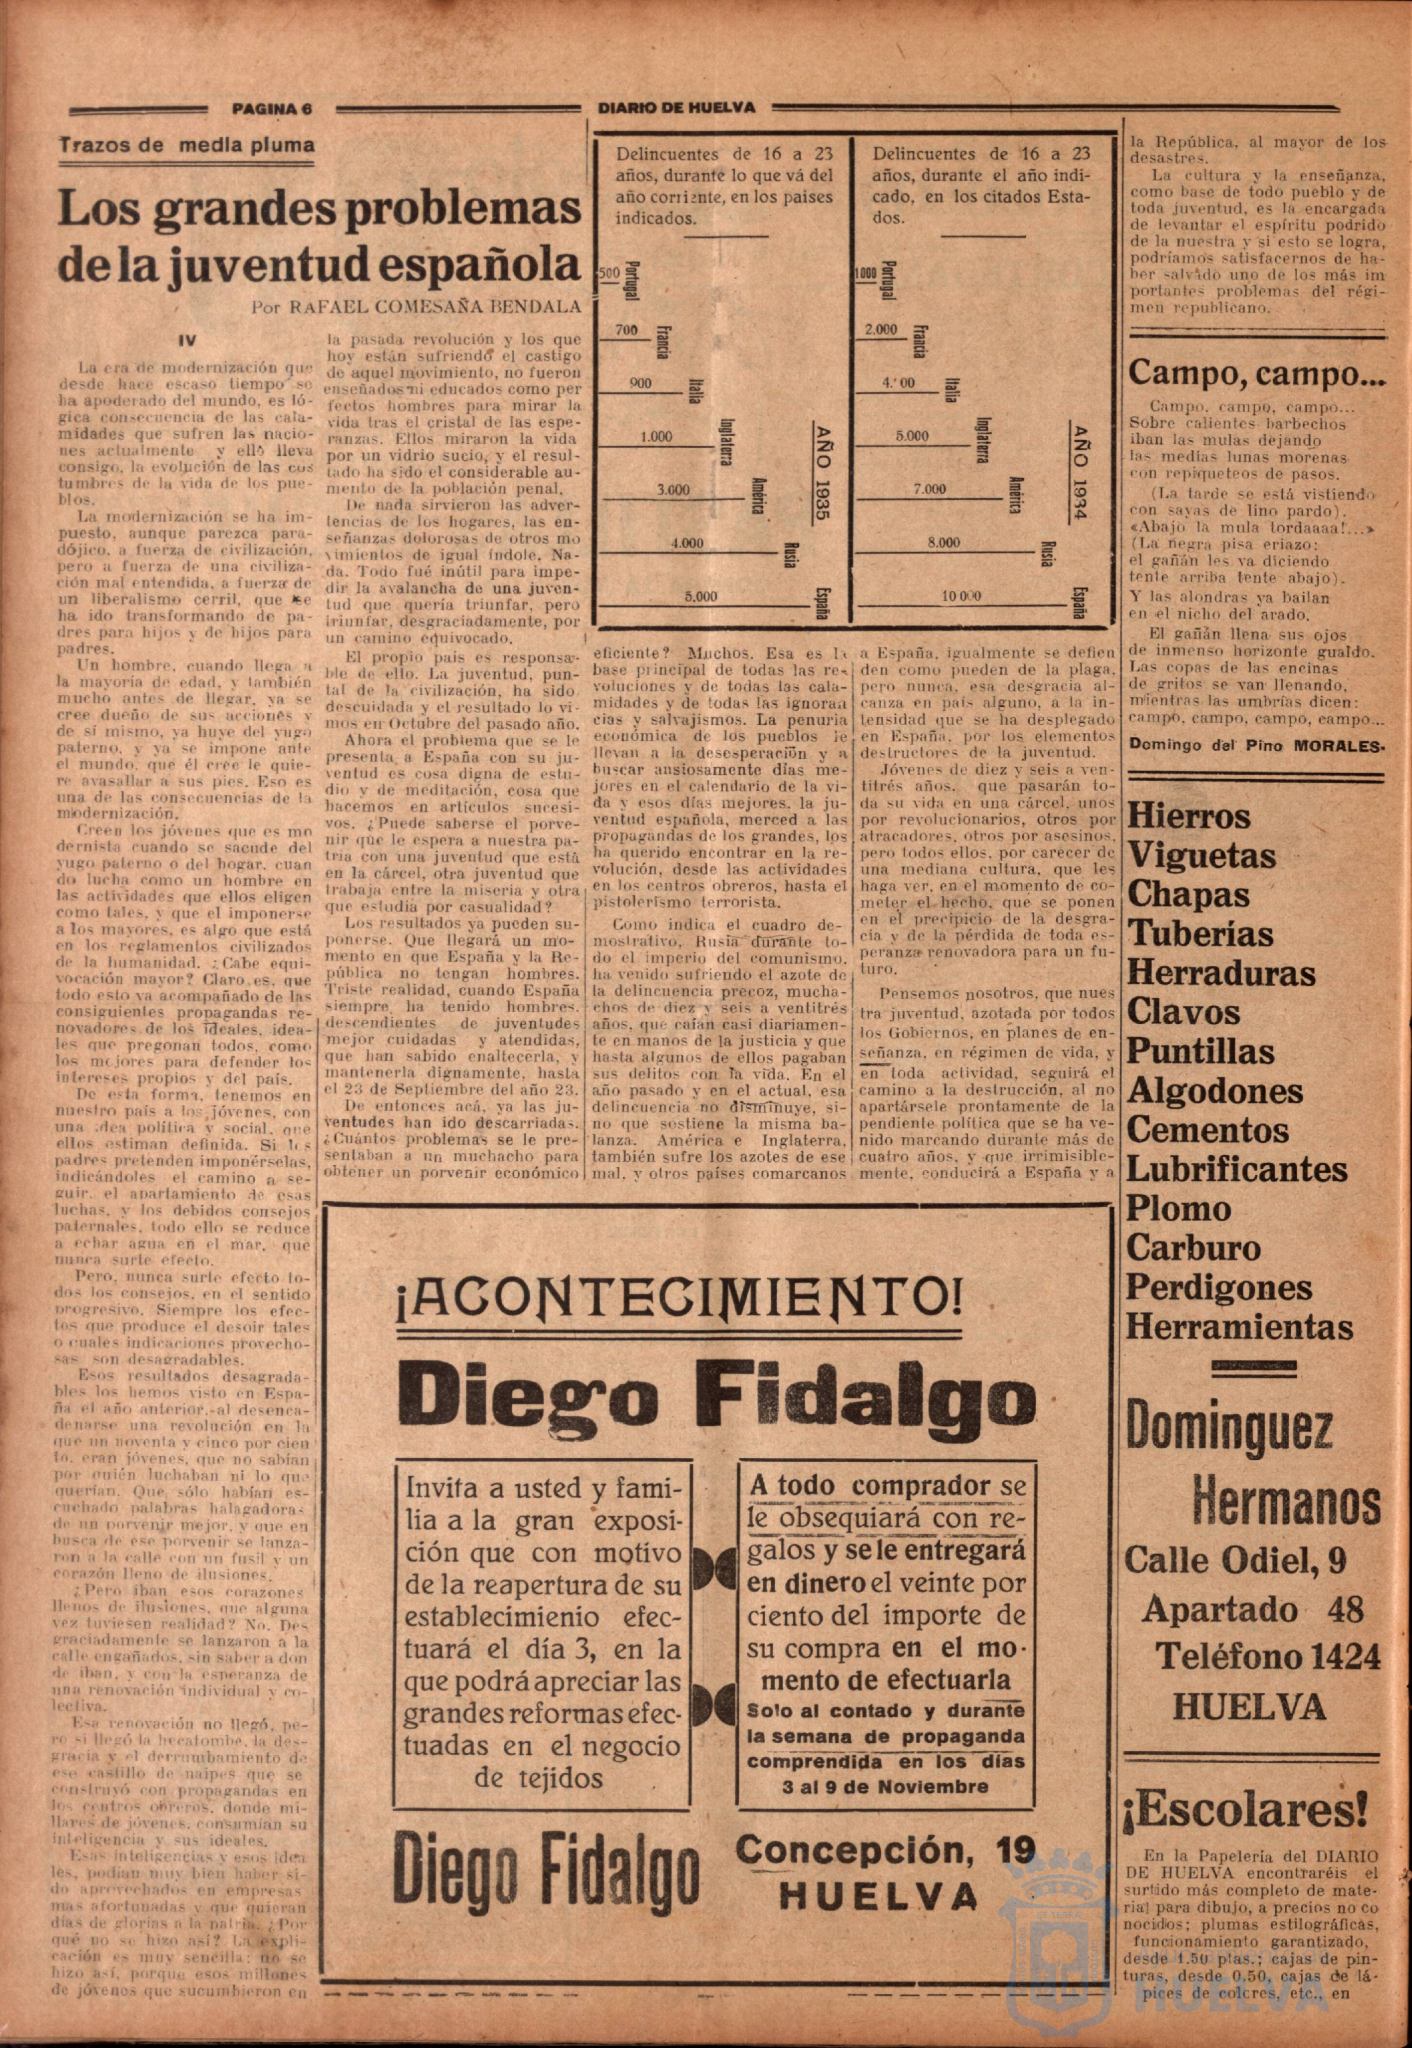 PAGINA 6
DIARIO DE HUELVA
Trazos de media pluma
Los grandes problemas
de la juventud española
Por RAFAEL COMESAÑA BENDALA
IV
La era de modernización que
desde hace escaso tiempo se
ha apoderado del mundo, es ló-
gica consecuencia de las cala-
midades que sufren las nacio-
nes actualmente y ello lleva
consigo, la evolución de las cos
tumbres de la vida de los pue-
blos.
La modernización se ha im-
puesto, aunque parezca para-
dójico, a fuerza de civilización,
pero a fuerza de una civiliza-
ción mal entendida, a fuerza de
un liberalismo cerril, que se
ha ido transformando de pa-
dres para hijos y de hijos para
padres.
Un hombre, cuando llega a
la mayoría de edad, y también
mucho antes de llegar, ya se
cree dueño de sus acciones y
de sí mismo, ya huye del yugo
paterno, y ya se impone ante
el mundo, que él cree le quie-
re avasallar a sus pies. Eso es
una de las consecuencias de la
modernización.
Creen los jóvenes que es mo
dernista cuando se sacude del
yugo paterno o del hogar, cuan
do lucha como un hombre en
las actividades que ellos eligen
como tales, y que el imponerse
a los mayores, es algo que está
en los reglamentos civilizados
de la humanidad. ¿Cabe equi-
vocación mayor? Claro es, que
todo esto va acompañado de las
consiguientes propagandas re-
novadores de los ideales, idea-
les que pregonan todos, como
los mejores para defender los
intereses propios y del país.
De esta forma, tenemos en
nuestro país a los jóvenes, con
una idea política y social, que
ellos estiman definida. Si los
padres pretenden imponérselas,
indicándoles el camino a se-
guir, el apartamiento de esas
luchas, y los debidos consejos
paternales, todo ello se reduce
a echar agua en el mar, que
nunca surte efecto.
Pero, nunca surte efecto to-
dos los consejos, en el sentido
progresivo. Siempre los efec-
tos que produce el desoir tales
o cuales indicaciones provecho-
sas son desagradables.
Esos resultados desagrada-
bles los hemos visto en Espa-
ña el año anterior, al desenca-
denarse una revolución en la
que un noventa y cinco por cien
to, eran jóvenes, que no sabían
por quién luchaban ni lo que
querían. Que, sólo habían es-
cuchado palabras halagadoras
de un porvenir mejor, y que en
busca de ese porvenir se lanza-
ron a la calle con un fusil y un
corazón lleno de ilusiones.
¿Pero iban esos corazones
llenos de ilusiones, que alguna
vez tuviesen realidad? No. Des
graciadamente se lanzaron a la
calle engañados, sin saber a don
de iban, y con la esperanza de
una renovación individual y co-
lectiva.
Esa renovación no llegó, pe-
ro sí llegó la hecatombe, la des-
gracia y el derrumbamiento de
ese castillo de naipes que se
construyó con propagandas en
los centros obreros, donde mi-
llares de jóvenes, consumían su
inteligencia y sus ideales.
Esas inteligencias y esos idea
les, podían muy bien haber si-
do aprovechados en empresas
mas afortunadas y que quieran
días de glorias a la patria. ¿Por
qué no se hizo así? La expli-
cación es muy sencilla: no se
hizo así, porque esos millones
de jóvenes que sucumbieron en
la pasada revolución y los que
hoy están sufriendo el castigo
de aquel movimiento, no fueron
enseñados ni educados como per
fectos hombres para mirar la
vida tras el cristal de las espe-
ranzas. Ellos miraron la vida
por un vidrio sucio, y el resul-
tado ha sido el considerable au-
mento de la población penal.
De nada sirvieron las adver-
tencias de los hogares, las en-
señanzas dolorosas de otros mo
vimientos de igual índole. Na-
da. Todo fué inútil para impe-
dir la avalancha de una juven-
tud que quería triunfar, pero
triunfar, desgraciadamente, por
un camino equivocado.
El propio país es responsa-
ble de ello. La juventud, pun-
tal de la civilización, ha sido
descuidada y el resultado lo vi-
mos en Octubre del pasado año.
Ahora el problema que se le
presenta a España con su ju-
ventud es cosa digna de estu-
dio y de meditación, cosa que
hacemos en artículos sucesi-
vos. ¿Puede saberse el porve-
nir que le espera a nuestra pa-
tria con una juventud que está
en la cárcel, otra juventud que
trabaja entre la miseria y otra
que estudia por casualidad?
Los resultados ya pueden su-
ponerse. Que llegará un mo-
mento en que España y la Re-
pública no tengan hombres.
Triste realidad, cuando España
siempre ha tenido hombres,
descendientes de juventudes
mejor cuidadas y atendidas,
que han sabido enaltecerla, y
mantenerla dignamente, hasta
el 23 de Septiembre del año 23.
De entonces acá, ya las ju-
ventudes han ido descarriadas.
¿Cuántos problemas se le pre-
sentaban a un muchacho para
obtener un porvenir económico
Delincuentes de 16 a 23
años, durante lo que vá del
año corriente, en los paises
indicados.
500 Portugal
700 Francia
900 Italia
1.000 Inglaterra
3.000 América
4.000 Rusia
5.000 España
AÑO 1935
Delincuentes de 16 a 23
años, durante el año indi-
cado, en los citados Esta-
dos.
1000 Portugal
2.000 Francia
4.00 Italia
5.000 Inglaterra
7.000 América
8.000 Rusia
10 000 España
AÑO 1934
eficiente? Muchos. Esa es la
base principal de todas las re-
voluciones y de todas las cala-
midades y de todas las ignoran
cias y salvajismos. La penuria
económica de los pueblos le
llevan a la desesperación y a
buscar ansiosamente días me-
jores en el calendario de la vi-
da y esos días mejores, la ju-
ventud española, merced a las
propagandas de los grandes, los
ha querido encontrar en la re-
volución, desde las actividades
en los centros obreros, hasta el
pistolerismo terrorista.
Como indica el cuadro de-
mostrativo, Rusia durante to-
do el imperio del comunismo,
ha venido sufriendo el azote de
la delincuencia precoz, mucha-
chos de diez y seis a ventitrés
años, que caían casi diariamen-
te en manos de la justicia y que
hasta algunos de ellos pagaban
sus delitos con la vida. En el
año pasado y en el actual, esa
delincuencia no disminuye, si-
no que sostiene la misma ba-
lanza. América e Inglaterra,
también sufre los azotes de ese
mal, y otros países comarcanos
a España, igualmente se defien
den como pueden de la plaga,
pero nunca, esa desgracia al-
canza en país alguno, a la in-
tensidad que se ha desplegado
en España, por los elementos
destructores de la juventud.
Jóvenes de diez y seis a ven-
titrés años, que pasarán to-
da su vida en una cárcel, unos
por revolucionarios, otros por
atracadores, otros por asesinos,
pero todos ellos, por carecer de
una mediana cultura, que les
haga ver, en el momento de co-
meter el hecho, que se ponen
en el precipicio de la desgra-
cia y de la pérdida de toda es-
peranza renovadora para un fu-
turo.
Pensemos nosotros, que nues
tra juventud, azotada por todos
los Gobiernos, en planes de en-
señanza, en régimen de vida, y
en toda actividad, seguirá el
camino a la destrucción, al no
apartársele prontamente de la
pendiente política que se ha ve-
nido marcando durante más de
cuatro años, y que irrimisible-
mente, conducirá a España y a
la República, al mayor de los
desastres.
La cultura y la enseñanza,
como base de todo pueblo y de
toda juventud, es la encargada
de levantar el espíritu podrido
de la nuestra y si esto se logra,
podríamos satisfacernos de ha-
ber salvado uno de los más im
portantes problemas del régi-
men republicano.
Campo, campo...
Campo, campo, campo...
Sobre calientes barbechos
iban las mulas dejando
las medias lunas morenas
con repiqueteos de pasos.
(La tarde se está vistiendo
con sayas de lino pardo).
«Abajo la mula tordaaaa!...»
(La negra pisa eriazo:
el gañán les va diciendo
tente arriba tente abajo).
Y las alondras ya bailan
en el nicho del arado.
El gañán llena sus ojos
de inmenso horizonte gualdo.
Las copas de las encinas
de gritos se van llenando,
mientras las umbrías dicen:
campo, campo, campo, campo...
Domingo del Pino MORALES.
Hierros
Viguetas
Chapas
Tuberías
Herraduras
Clavos
Puntillas
Algodones
Cementos
Lubrificantes
Plomo
Carburo
Perdigones
Herramientas
Dominguez
Hermanos
Calle Odiel, 9
Apartado 48
Teléfono 1424
HUELVA
¡Escolares!
En la Papelería del DIARIO
DE HUELVA encontraréis el
surtido más completo de mate-
rial para dibujo, a precios no co
nocidos; plumas estilográficas,
funcionamiento garantizado,
desde 1.50 ptas.; cajas de pin-
turas, desde 0,50, cajas de lá-
pices de colores, etc., en
¡ACONTECIMIENTO!
Diego Fidalgo
Invita a usted y fami-
lia a la gran exposi-
ción que con motivo
de la reapertura de su
establecimienio efec-
tuará el día 3, en la
que podrá apreciar las
grandes reformas efec-
tuadas en el negocio
de tejidos
A todo comprador se
le obsequiará con re-
galos y se le entregará
en dinero el veinte por
ciento del importe de
su compra en el mo-
mento de efectuarla
Solo al contado y durante
la semana de propaganda
comprendida en los días
3 al 9 de Noviembre
Diego Fidalgo
Concepción, 19
HUELVA
HUELVA